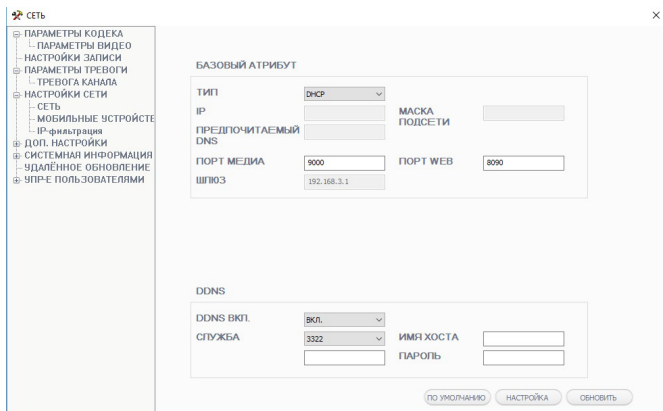 СЕТЬ
ПАРАМЕТРЫ КОДЕКА
ПАРАМЕТРЫ ВИДЕО
НАСТРОЙКИ ЗАПИСИ
ПАРАМЕТРЫ ТРЕВОГИ
ТРЕВОГА КАНАЛА
НАСТРОЙКИ СЕТИ
СЕТЬ
МОБИЛЬНЫЕ УСТРОЙСТЕ
IP-фильтрация
ДОП. НАСТРОЙКИ
СИСТЕМНАЯ ИНФОРМАЦИЯ
УДАЛЁННОЕ ОБНОВЛЕНИЕ
УПР-Е ПОЛЬЗОВАТЕЛЯМИ
БАЗОВЫЙ АТРИБУТ
ТИП DHCP
IP МАСКА ПОДСЕТИ
ПРЕДПОЧИТАЕМЫЙ DNS
ПОРТ МЕДИА 9000 ПОРТ WEB 8090
ШЛЮЗ 192.168.3.1
DDNS
DDNS ВКЛ. ВКЛ.
СЛУЖБА 3322 ИМЯ ХОСТА
ПАРОЛЬ
ПО УМОЛЧАНИЮ НАСТРОЙКА ОБНОВИТЬ